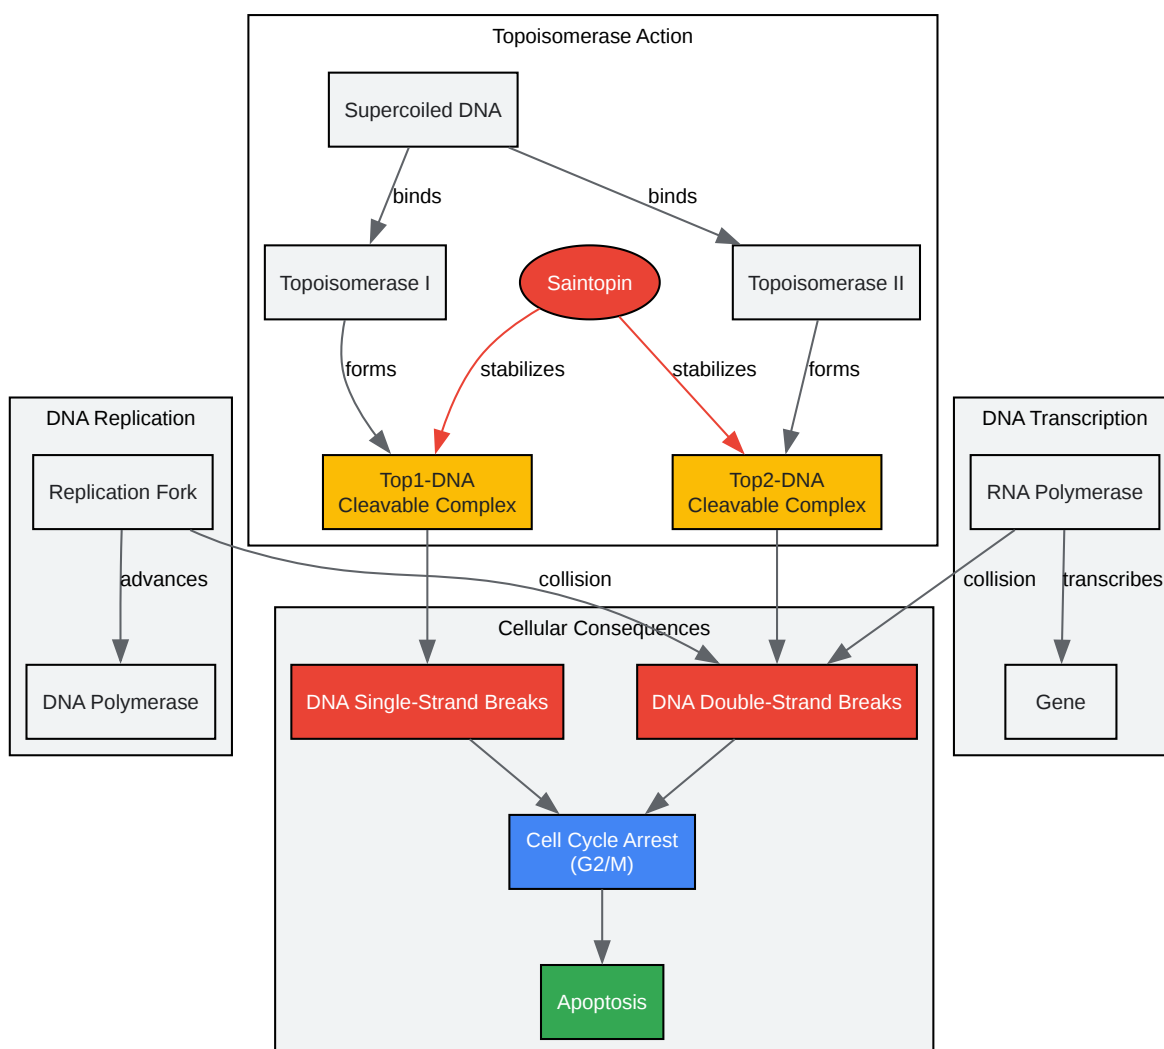 Topoisomerase Action
Supercoiled DNA
binds
binds
Topoisomerase I
Saintopin
Topoisomerase II
forms
stabilizes
stabilizes
forms
DNA Replication
DNA Transcription
Replication Fork
Top1-DNA
Cleavable Complex
Top2-DNA
Cleavable Complex
RNA Polymerase
advances
collision
collision
transcribes
Cellular Consequences
DNA Polymerase
DNA Single-Strand Breaks
DNA Double-Strand Breaks
Gene
Cell Cycle Arrest
(G2/M)
Apoptosis